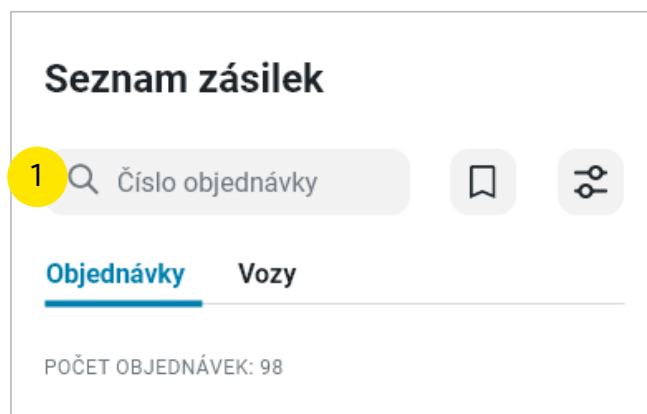 Seznam zásilek
1
Číslo objednávky
Objednávky Vozy
POČET OBJEDNÁVEK: 98